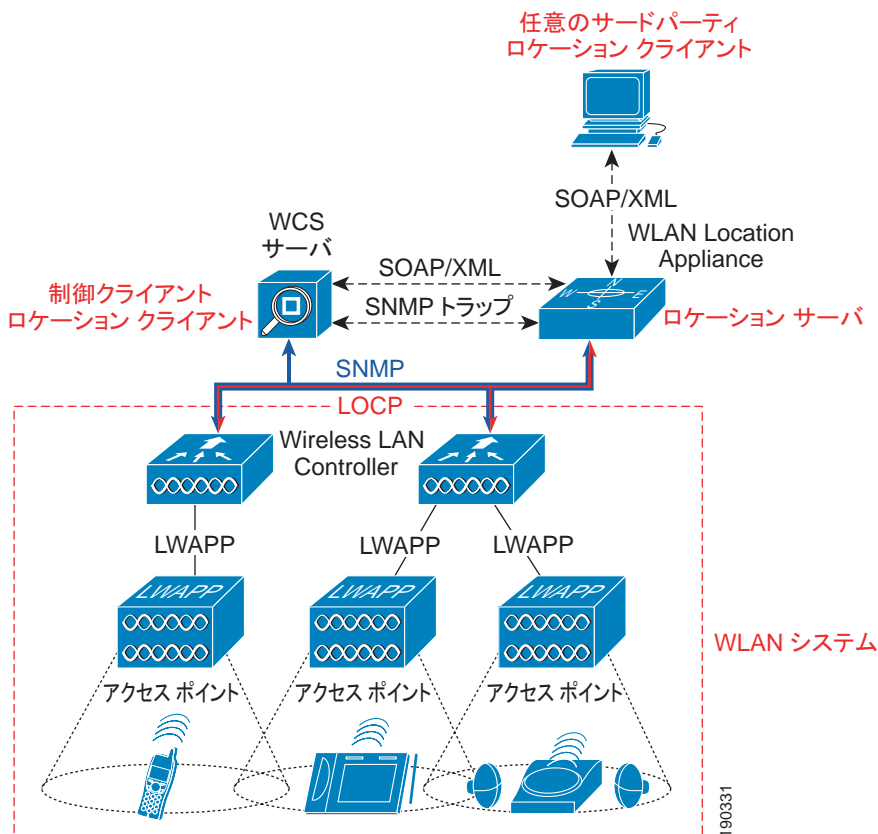 任意のサードパーティ
ロケーション クライアント
SOAP/XML
WCS
サーバ
WLAN Location
Appliance
SOAP/XML
制御クライアント
ロケーション クライアント
SNMP トラップ
N
W
E
S
ロケーション サーバ
SNMP
LOCP
Wireless LAN
Controller
LWAPP
LWAPP
LWAPP
LWAPP
LWAPP
LWAPP
WLAN システム
アクセス ポイント
アクセス ポイント
アクセス ポイント
190331